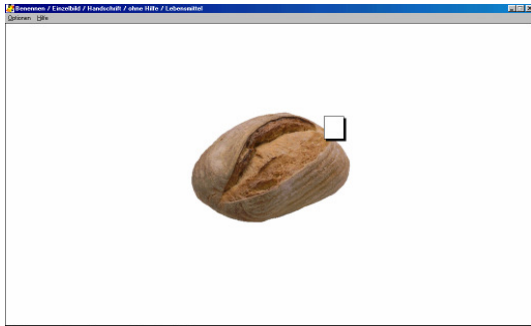 Benennen / Einzelbild / Handschrift / ohne Hilfe / Lebensmittel
Optionen Hilfe